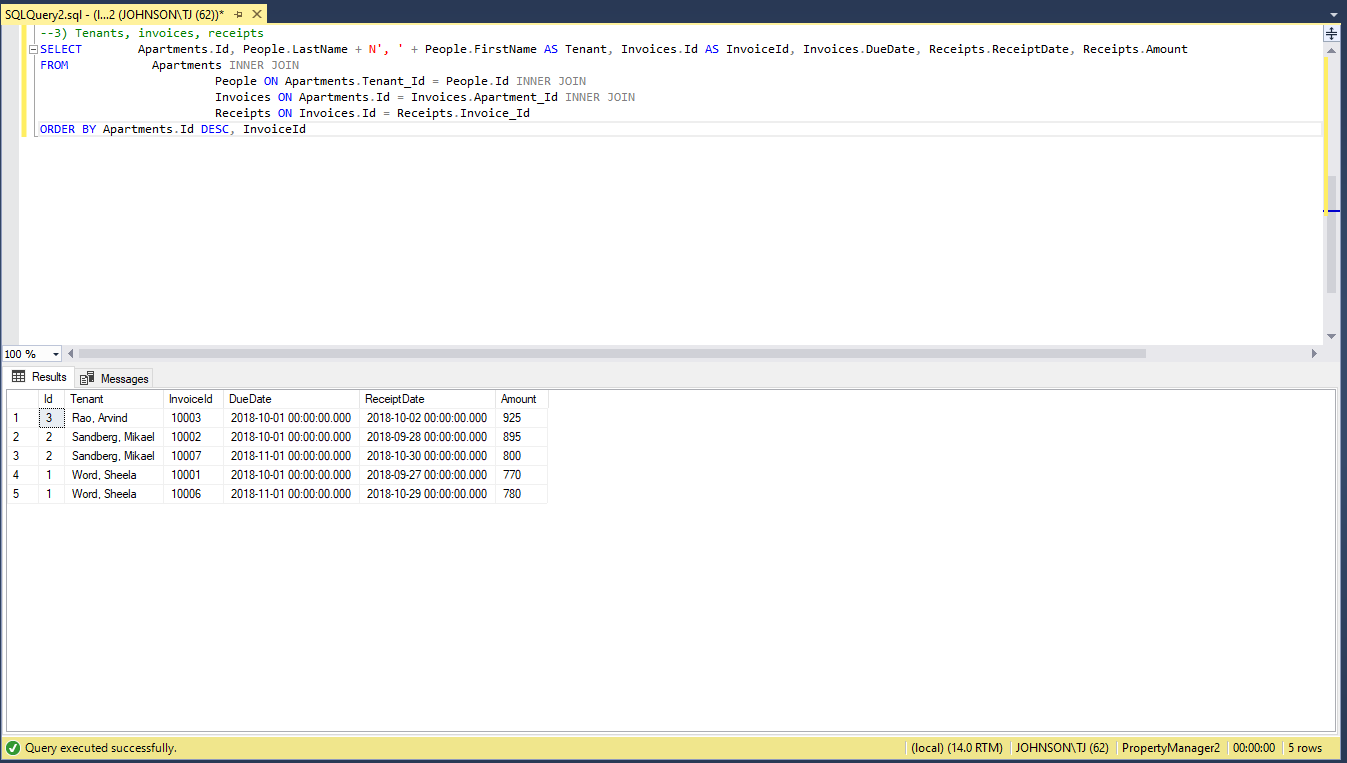 SQLQuery2.sql - (l...2 (JOHNSON\TJ (62))*
--3) Tenants, invoices, receipts
SELECT Apartments.Id, People.LastName + N', ' + People.FirstName AS Tenant, Invoices.Id AS InvoiceId, Invoices.DueDate, Receipts.ReceiptDate, Receipts.Amount
FROM Apartments INNER JOIN
People ON Apartments.Tenant_Id = People.Id INNER JOIN
Invoices ON Apartments.Id = Invoices.Apartment_Id INNER JOIN
Receipts ON Invoices.Id = Receipts.Invoice_Id
ORDER BY Apartments.Id DESC, InvoiceId
100 %
Results Messages
Id Tenant InvoiceId DueDate ReceiptDate Amount
1 3 Rao, Arvind 10003 2018-10-01 00:00:00.000 2018-10-02 00:00:00.000 925
2 2 Sandberg, Mikael 10002 2018-10-01 00:00:00.000 2018-09-28 00:00:00.000 895
3 2 Sandberg, Mikael 10007 2018-11-01 00:00:00.000 2018-10-30 00:00:00.000 800
4 1 Word, Sheela 10001 2018-10-01 00:00:00.000 2018-09-27 00:00:00.000 770
5 1 Word, Sheela 10006 2018-11-01 00:00:00.000 2018-10-29 00:00:00.000 780
Query executed successfully. (local) (14.0 RTM) JOHNSON\TJ (62) PropertyManager2 00:00:00 5 rows